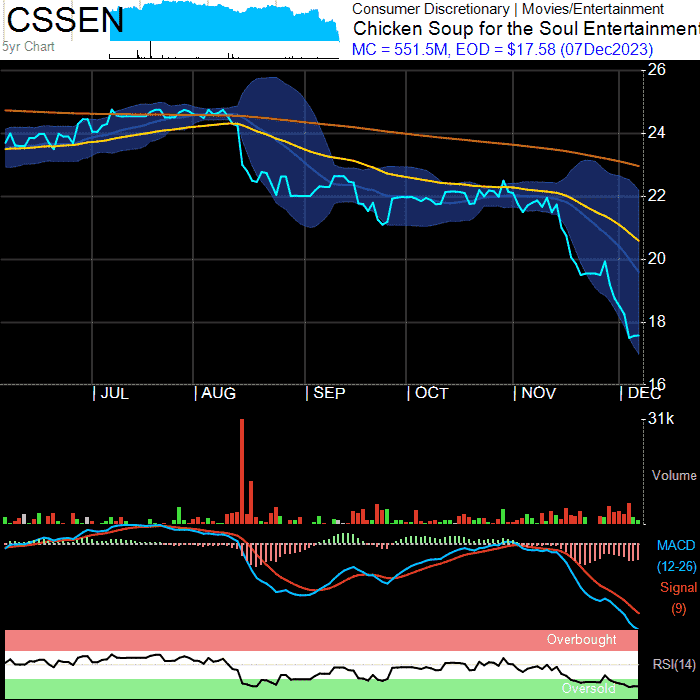 CSSEN
5yr Chart
Consumer Discretionary | Movies/Entertainment
Chicken Soup for the Soul Entertainment
MC = 551.5M, EOD = $17.58 (07Dec2023)
26
24
22
20
18
16
JUL
AUG
SEP
OCT
NOV
DEC
31k
Volume
MACD
(12-26)
Signal
(9)
Overbought
RSI(14)
Oversold